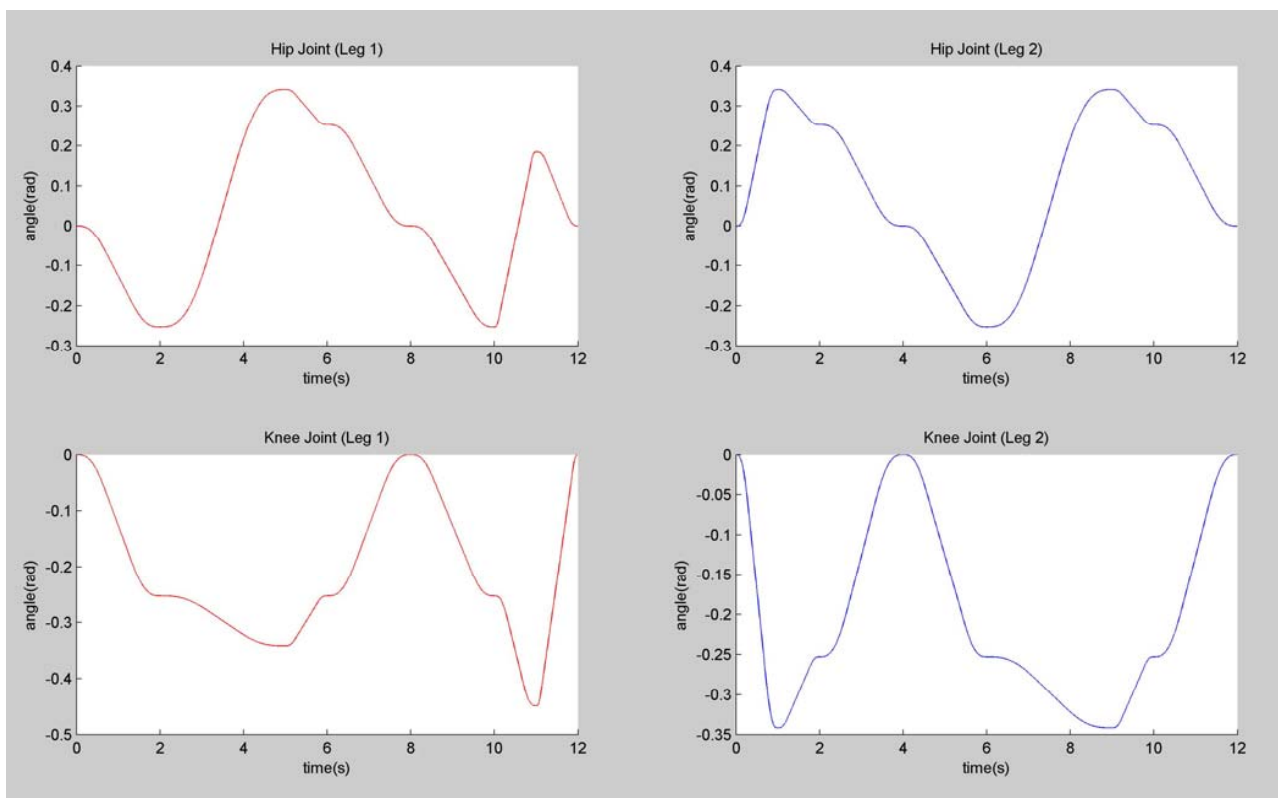 Hip Joint (Leg 1)
0.4
0.3
0.2
0.1
0
-0.1
-0.2
-0.3
angle(rad)
0 2 4 6 8 10 12
time(s)
Hip Joint (Leg 2)
0.4
0.3
0.2
0.1
0
-0.1
-0.2
-0.3
angle(rad)
0 2 4 6 8 10 12
time(s)
Knee Joint (Leg 1)
0
-0.1
-0.2
-0.3
-0.4
-0.5
angle(rad)
0 2 4 6 8 10 12
time(s)
Knee Joint (Leg 2)
0
-0.05
-0.1
-0.15
-0.2
-0.25
-0.3
-0.35
angle(rad)
0 2 4 6 8 10 12
time(s)